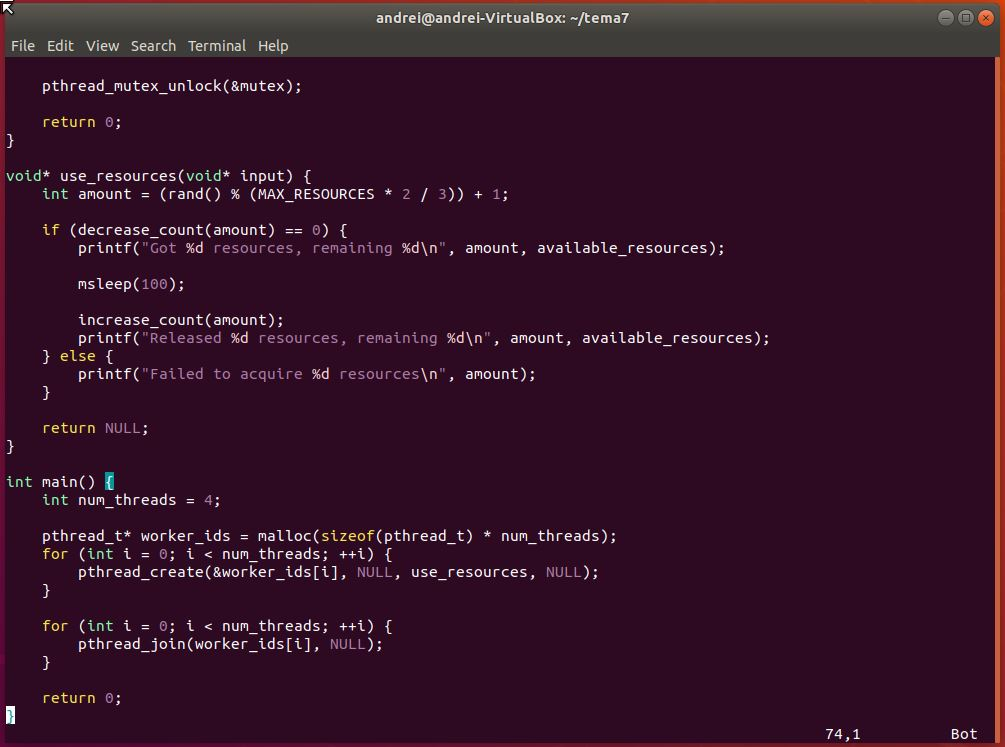 andrei@andrei-VirtualBox: ~/tema7
File Edit View Search Terminal Help
    pthread_mutex_unlock(&mutex);

    return 0;
}

void* use_resources(void* input) {
    int amount = (rand() % (MAX_RESOURCES * 2 / 3)) + 1;

    if (decrease_count(amount) == 0) {
        printf("Got %d resources, remaining %d\n", amount, available_resources);

        msleep(100);

        increase_count(amount);
        printf("Released %d resources, remaining %d\n", amount, available_resources);
    } else {
        printf("Failed to acquire %d resources\n", amount);
    }

    return NULL;
}

int main() {
    int num_threads = 4;

    pthread_t* worker_ids = malloc(sizeof(pthread_t) * num_threads);
    for (int i = 0; i < num_threads; ++i) {
        pthread_create(&worker_ids[i], NULL, use_resources, NULL);
    }

    for (int i = 0; i < num_threads; ++i) {
        pthread_join(worker_ids[i], NULL);
    }

    return 0;
}
74,1 Bot